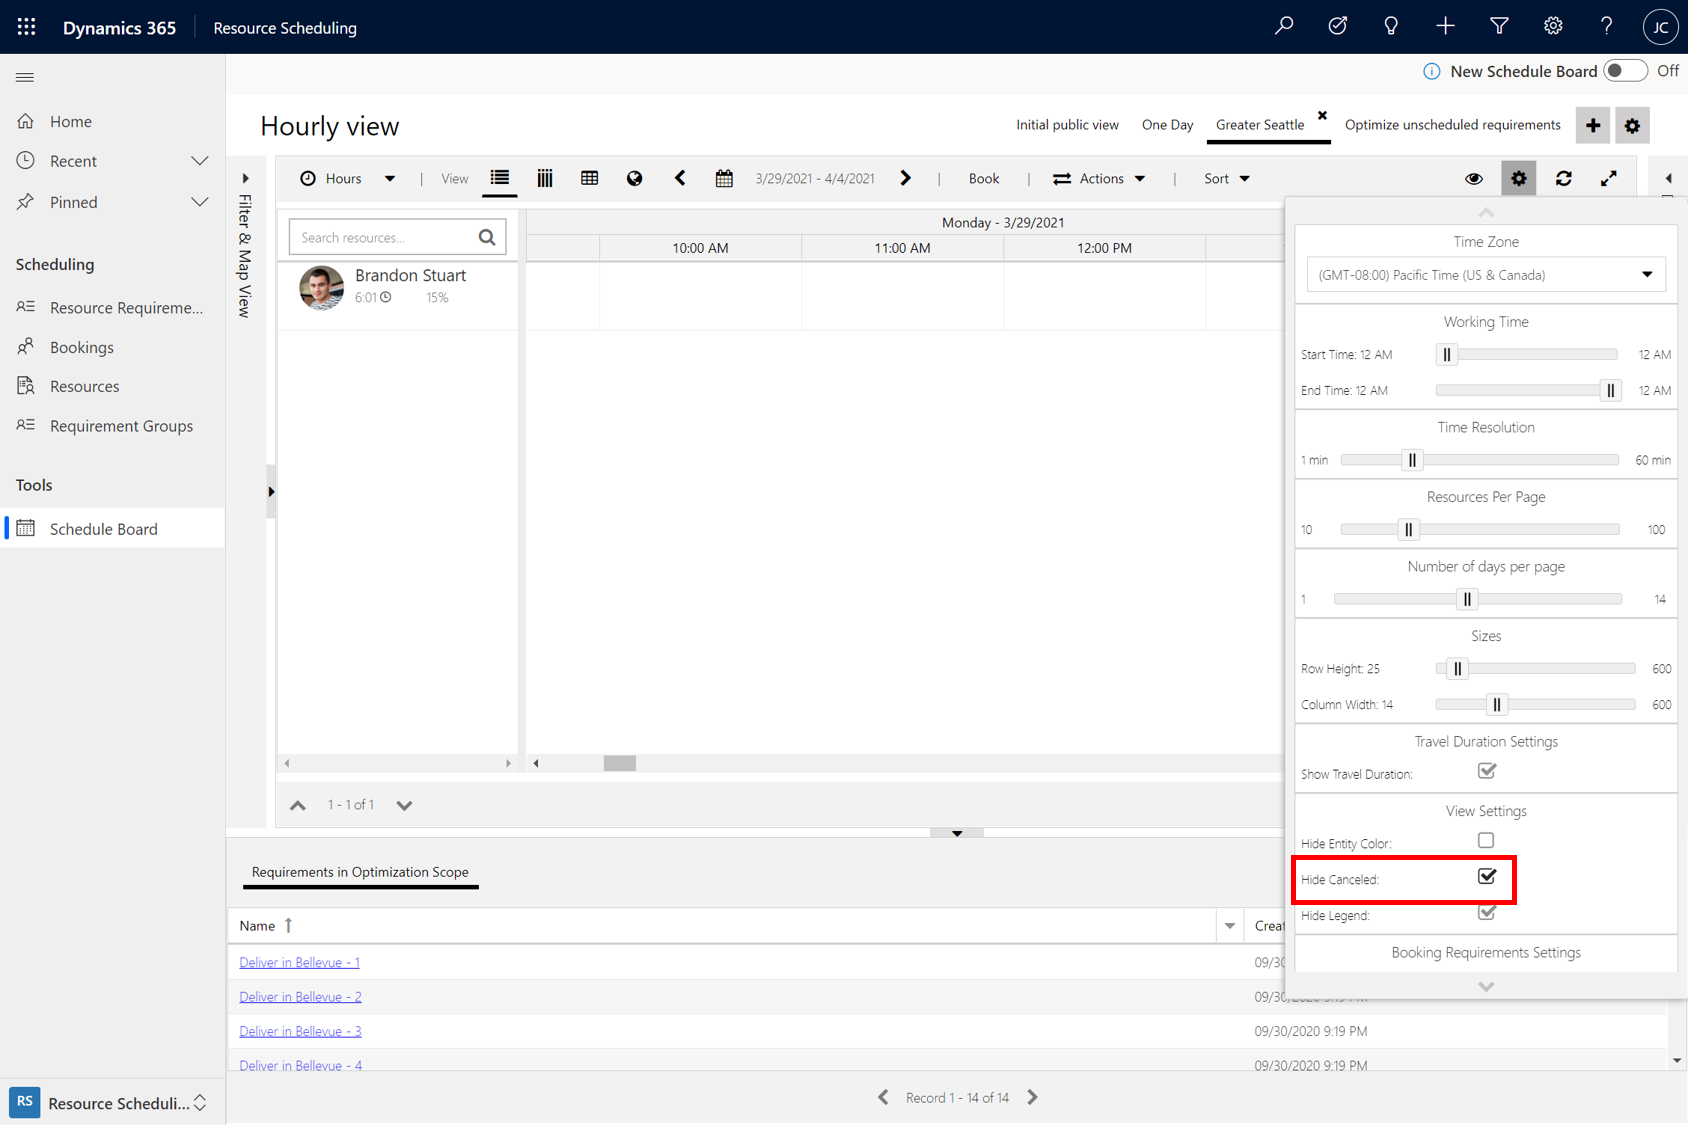 Dynamics 365
Resource Scheduling
JC
New Schedule Board
Off
Home
Recent
Pinned
Scheduling
Resource Requireme...
Bookings
Resources
Requirement Groups
Tools
Schedule Board
RS
Resource Scheduli...
Hourly view
Initial public view
One Day
Greater Seattle
Optimize unscheduled requirements
Filter & Map View
Hours
View
3/29/2021 - 4/4/2021
Book
Actions
Sort
Search resources...
Monday - 3/29/2021
10:00 AM
11:00 AM
12:00 PM
Brandon Stuart
6:01
15%
1 - 1 of 1
Time Zone
(GMT-08:00) Pacific Time (US & Canada)
Working Time
Start Time: 12 AM
12 AM
End Time: 12 AM
12 AM
Time Resolution
1 min
60 min
Resources Per Page
10
100
Number of days per page
1
14
Sizes
Row Height: 25
600
Column Width: 14
600
Travel Duration Settings
Show Travel Duration:
View Settings
Hide Entity Color:
Hide Canceled:
Hide Legend:
Booking Requirements Settings
Requirements in Optimization Scope
Name
Creat
Deliver in Bellevue - 1
09/30
Deliver in Bellevue - 2
09/30/2020 9:19 PM
Deliver in Bellevue - 3
09/30/2020 9:19 PM
Deliver in Bellevue - 4
09/30/2020 9:19 PM
Record 1 - 14 of 14